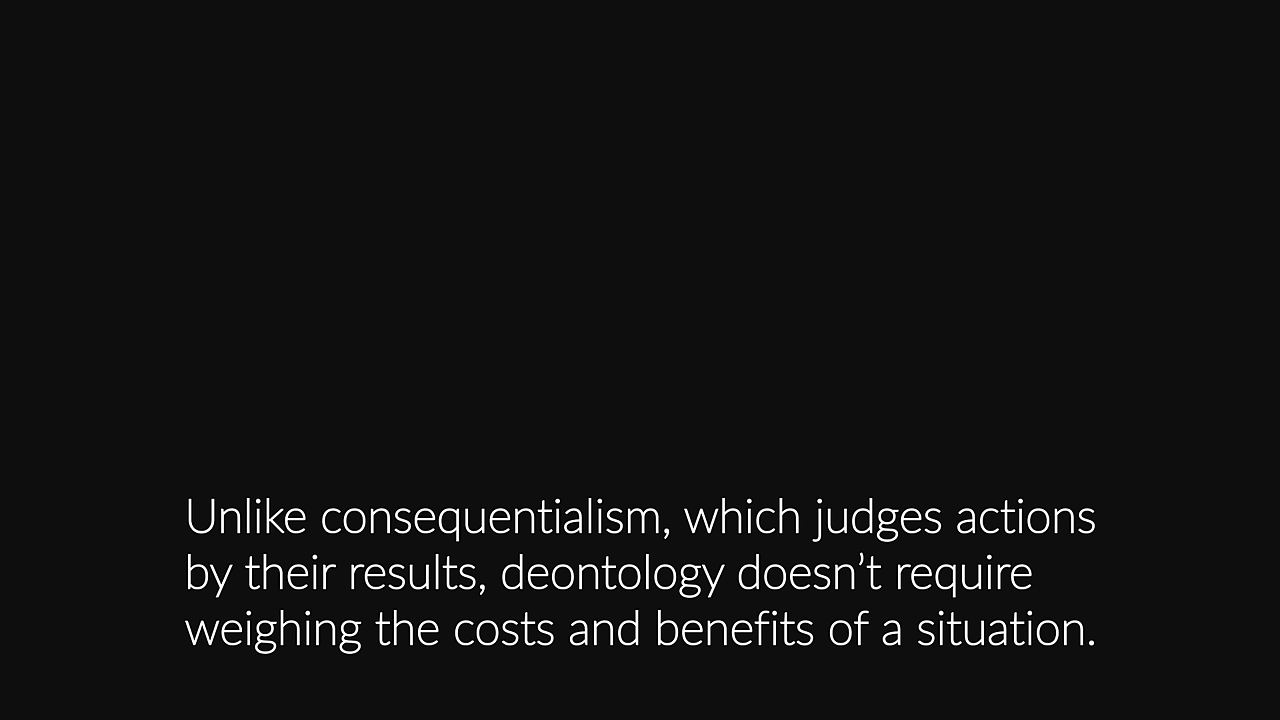 Unlike consequentialism, which judges actions
by their results, deontology doesn’t require
weighing the costs and benefits of a situation.